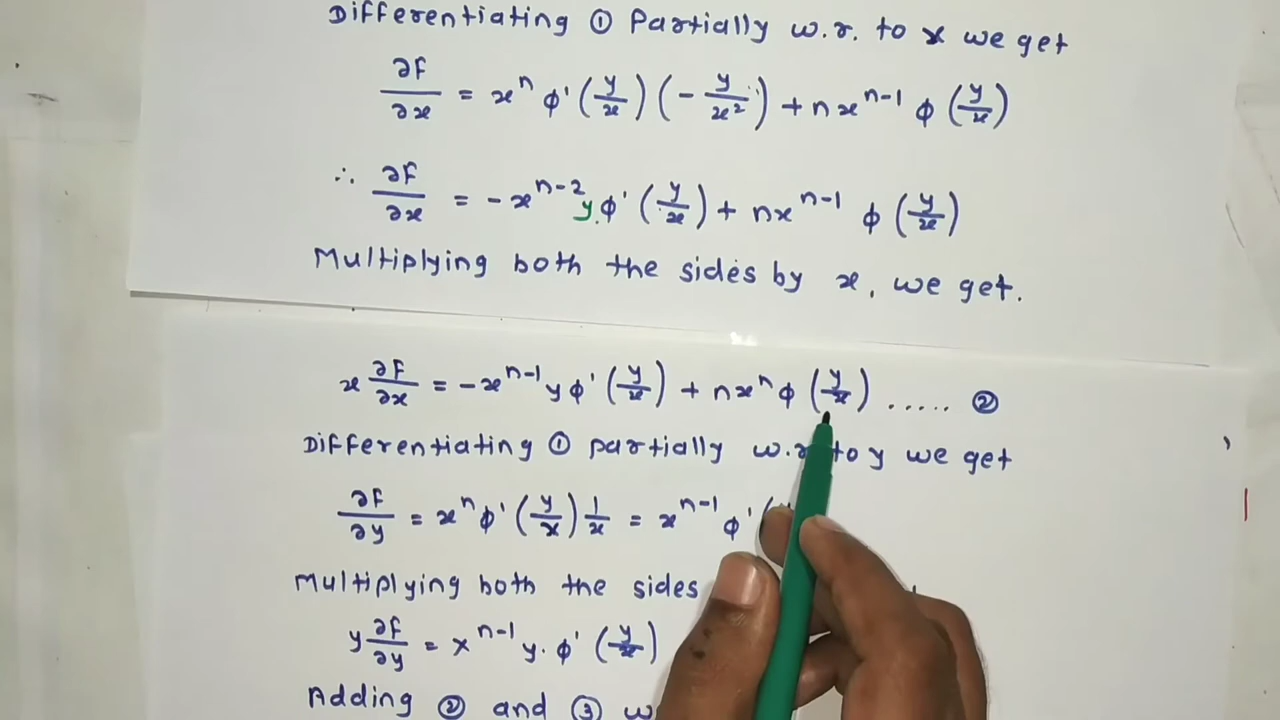 Differentiating ① Partially w.r. to x we get
∂f/∂x = xⁿ ϕ' (y/x) (- y/x²) + nxⁿ⁻¹ ϕ (y/x)
∴ ∂f/∂x = - xⁿ⁻² y.ϕ' (y/x) + nxⁿ⁻¹ ϕ (y/x)
Multiplying both the sides by x, we get.
x ∂f/∂x = - xⁿ⁻¹ y ϕ' (y/x) + nxⁿ ϕ (y/x) ..... ②
Differentiating ① partially w.r to y we get
∂f/∂y = xⁿ ϕ' (y/x) 1/x = xⁿ⁻¹ ϕ' (
Multiplying both the sides
y ∂f/∂y = xⁿ⁻¹ y. ϕ' (y/x)
Adding ② and ③ w